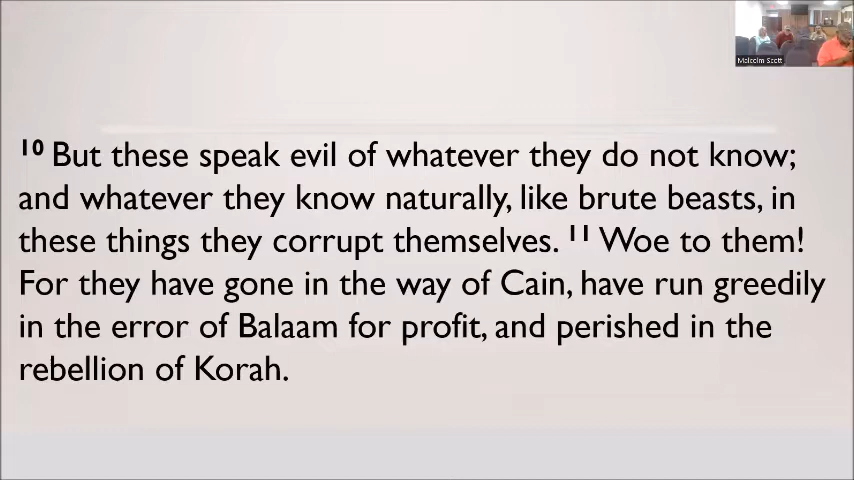 Malcolm Scott
10 But these speak evil of whatever they do not know;
and whatever they know naturally, like brute beasts, in
these things they corrupt themselves. 11 Woe to them!
For they have gone in the way of Cain, have run greedily
in the error of Balaam for profit, and perished in the
rebellion of Korah.